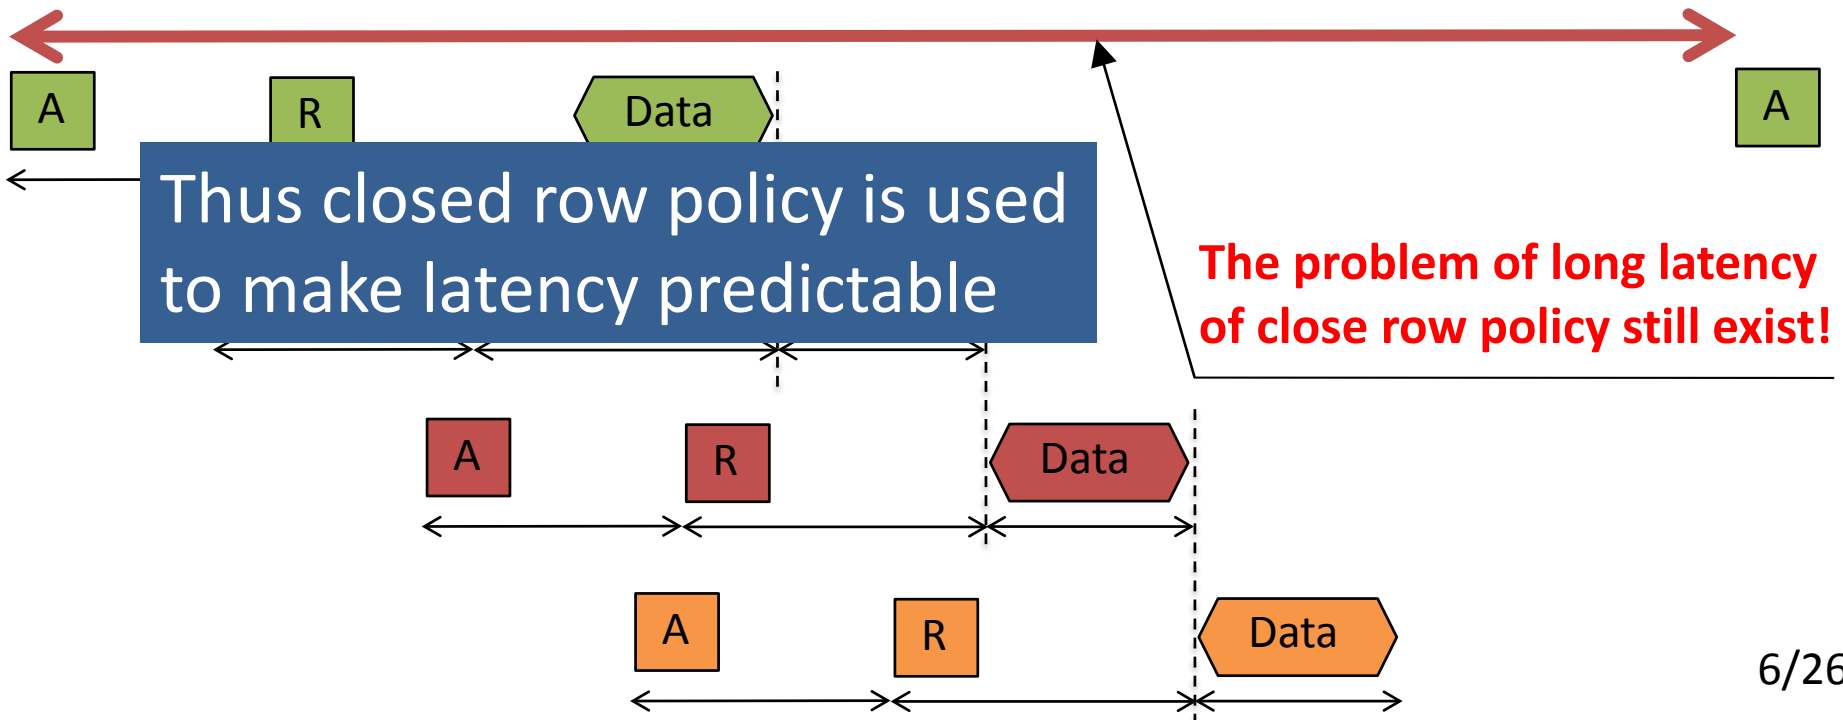 A R Data A
Thus closed row policy is used
to make latency predictable
The problem of long latency
of close row policy still exist!
A R Data
A R Data
6/26